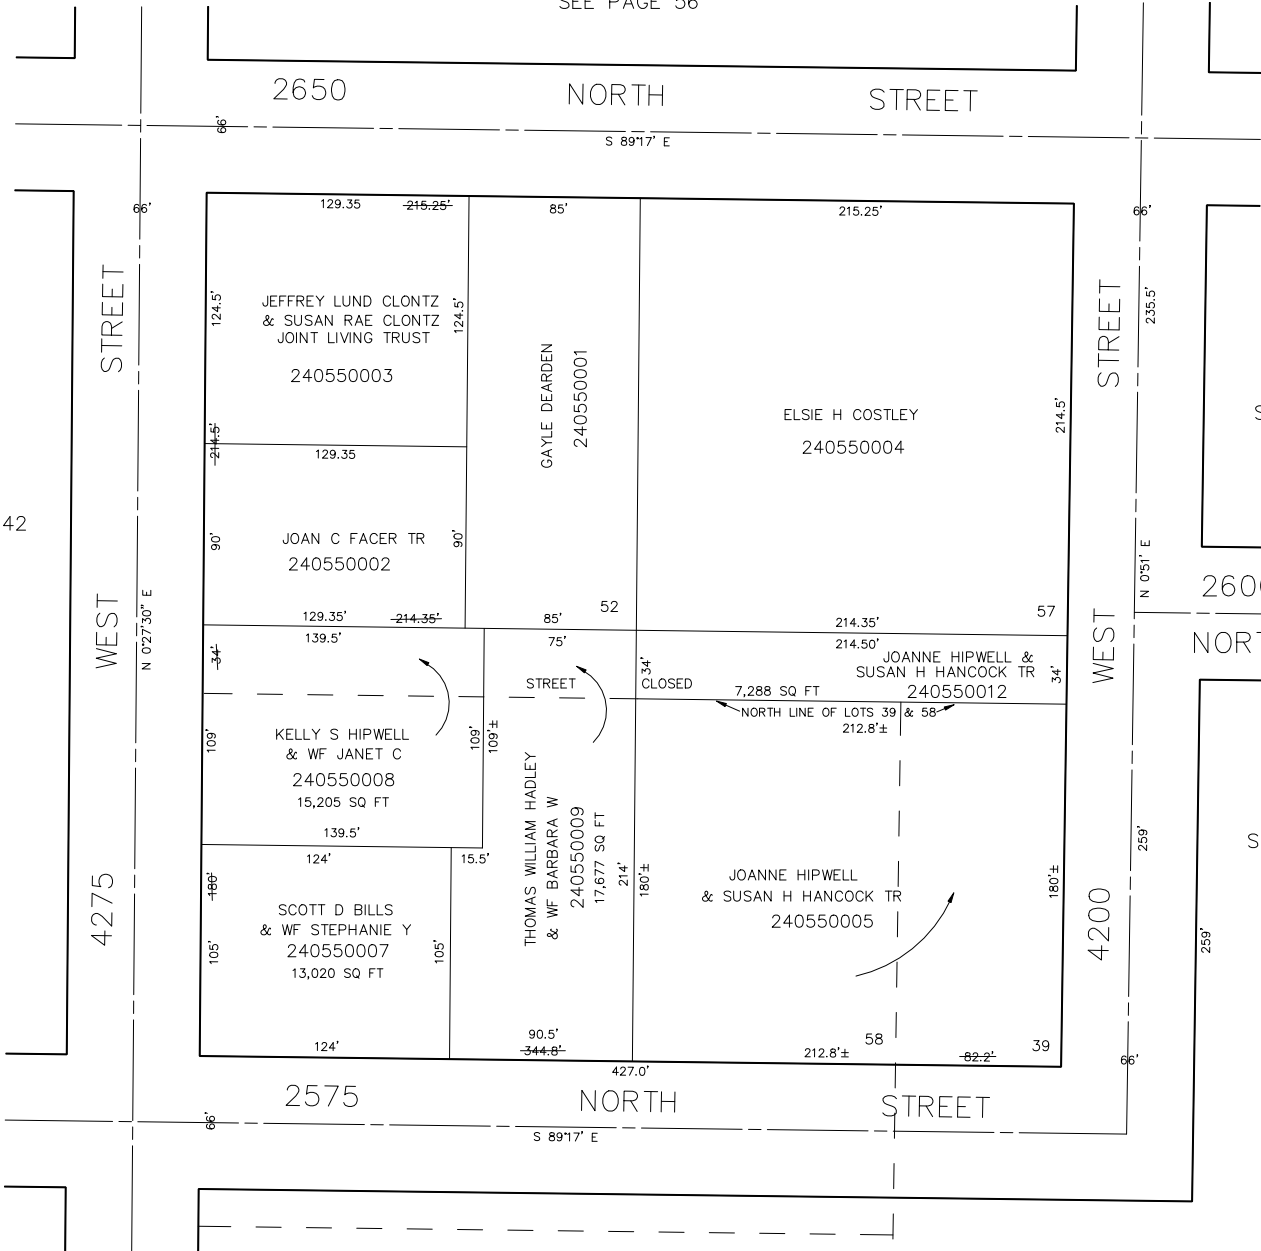 SEE PAGE 56
2650 NORTH STREET
66'
S 89°17' E
66'
66'
129.35 215.25' 85' 215.25'
STREET
WEST
4275
N 0°27'30" E
42
124.5'
JEFFREY LUND CLONTZ
& SUSAN RAE CLONTZ
JOINT LIVING TRUST
240550003
124.5'
214.5'
129.35
90'
JOAN C FACER TR
240550002
90'
129.35' 214.35'
GAYLE DEARDEN
240550001
85'
52
ELSIE H COSTLEY
240550004
214.5'
57
214.35'
STREET
WEST
4200
235.5'
N 0°51' E
2600
NORT
S
139.5'
34'
75'
34'
STREET CLOSED
214.50'
JOANNE HIPWELL &
SUSAN H HANCOCK TR
7,288 SQ FT 240550012
34'
NORTH LINE OF LOTS 39 & 58
212.8'±
109'
KELLY S HIPWELL
& WF JANET C
240550008
15,205 SQ FT
109'
109'±
139.5'
THOMAS WILLIAM HADLEY
& WF BARBARA W
240550009
17,677 SQ FT
214'
180'±
124' 15.5'
180'
SCOTT D BILLS
& WF STEPHANIE Y
240550007
13,020 SQ FT
105'
105'
124'
90.5'
344.8'
JOANNE HIPWELL
& SUSAN H HANCOCK TR
240550005
180'±
259'
259'
S
58
39
212.8'± 82.2'
66'
427.0'
2575 NORTH STREET
66'
S 89°17' E